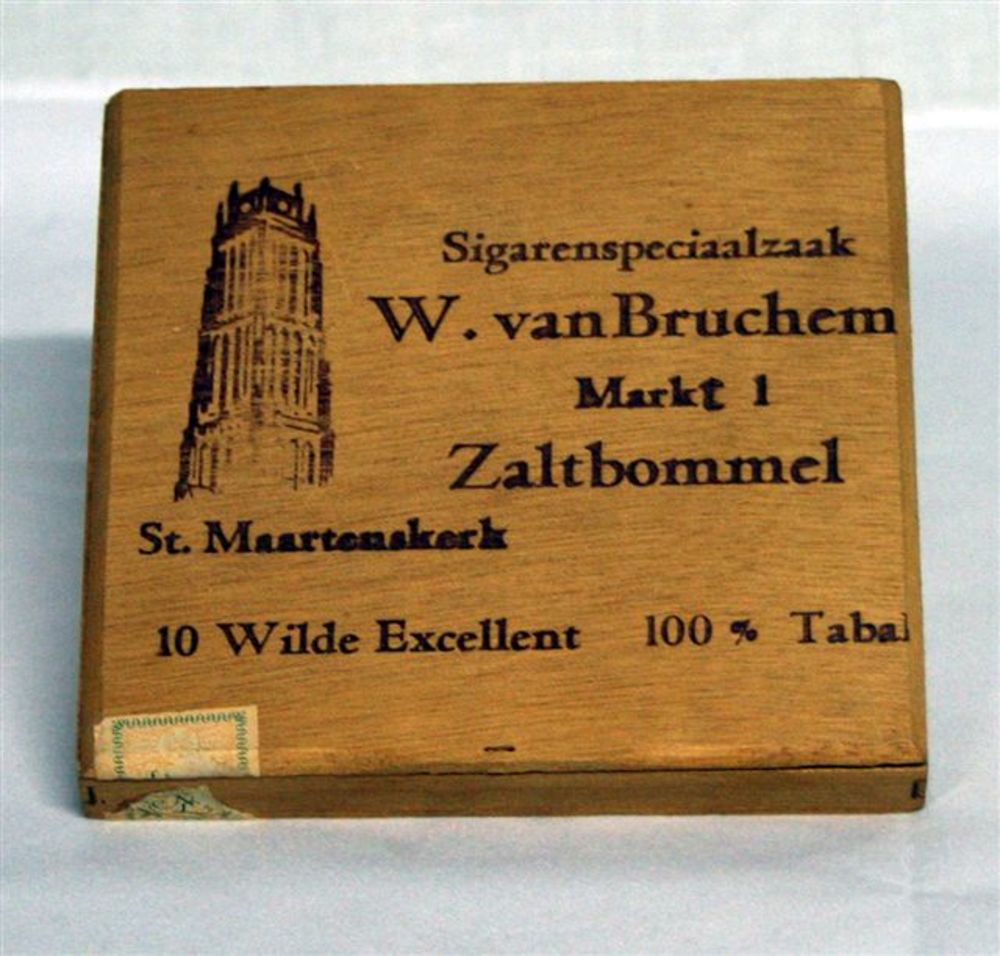 Sigarenspeciaalzaak
W. van Bruchem
Markt 1
Zaltbommel
St. Maartenskerk
10 Wilde Excellent 100 % Tabak